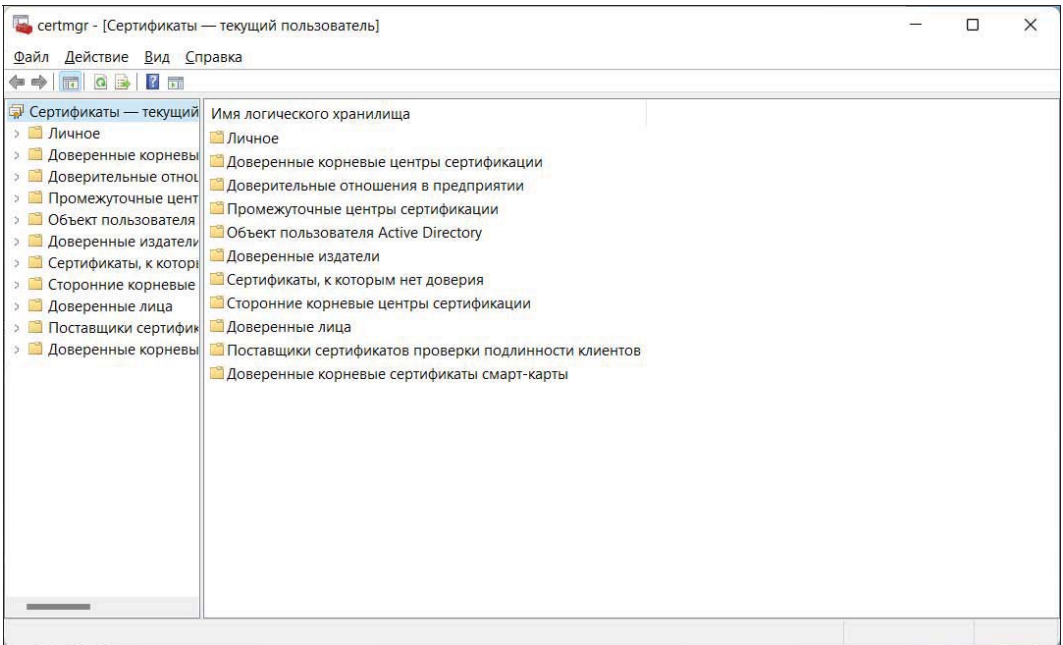 certmgr - [Сертификаты — текущий пользователь]
Файл Действие Вид Справка
Сертификаты — текущий
Личное
Доверенные корневы
Доверительные отнош
Промежуточные цент
Объект пользователя
Доверенные издатели
Сертификаты, к которы
Сторонние корневые
Доверенные лица
Поставщики сертифик
Доверенные корневы
Имя логического хранилища
Личное
Доверенные корневые центры сертификации
Доверительные отношения в предприятии
Промежуточные центры сертификации
Объект пользователя Active Directory
Доверенные издатели
Сертификаты, к которым нет доверия
Сторонние корневые центры сертификации
Доверенные лица
Поставщики сертификатов проверки подлинности клиентов
Доверенные корневые сертификаты смарт-карты